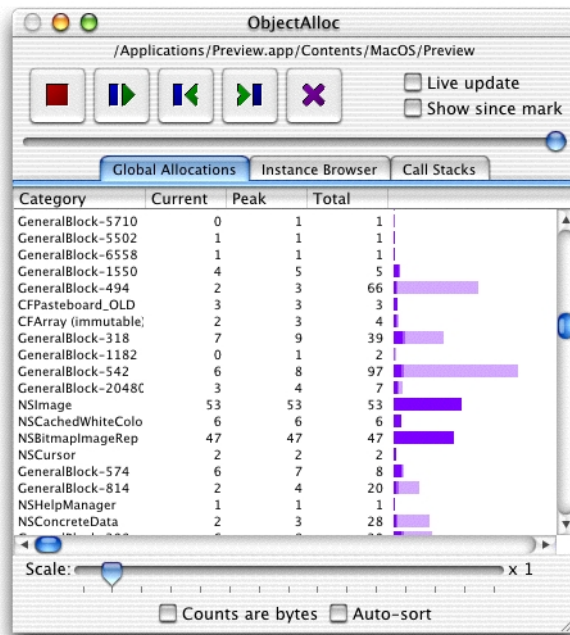 ObjectAlloc
/Applications/Preview.app/Contents/MacOS/Preview
Live update
Show since mark
Global Allocations Instance Browser Call Stacks
Category Current Peak Total
GeneralBlock-5710 0 1 1
GeneralBlock-5502 1 1 1
GeneralBlock-6558 1 1 1
GeneralBlock-1550 4 5 5
GeneralBlock-494 2 3 66
CFPasteboard_OLD 3 3 3
CFArray (immutable) 2 3 4
GeneralBlock-318 7 9 39
GeneralBlock-1182 0 1 2
GeneralBlock-542 6 8 97
GeneralBlock-20480 3 4 7
NSImage 53 53 53
NSCachedWhiteColo 6 6 6
NSBitmapImageRep 47 47 47
NSCursor 2 2 2
GeneralBlock-574 6 7 8
GeneralBlock-814 2 4 20
NSHelpManager 1 1 1
NSConcreteData 2 3 28
Scale: x 1
Counts are bytes Auto-sort